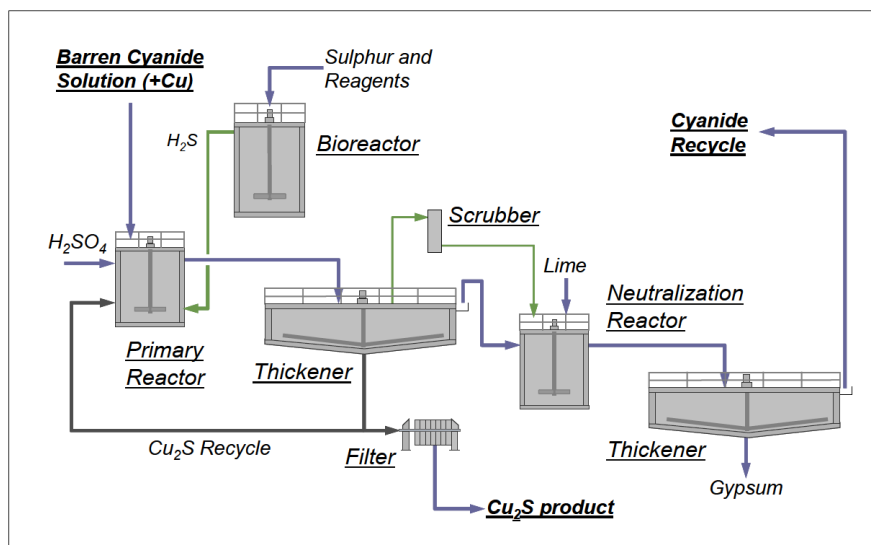 Barren Cyanide
Solution (+Cu)
Sulphur and
Reagents
H₂S
Bioreactor
Cyanide
Recycle
Scrubber
H₂SO₄
Lime
Neutralization
Reactor
Primary
Reactor
Thickener
Cu₂S Recycle
Filter
Thickener
Gypsum
Cu₂S product